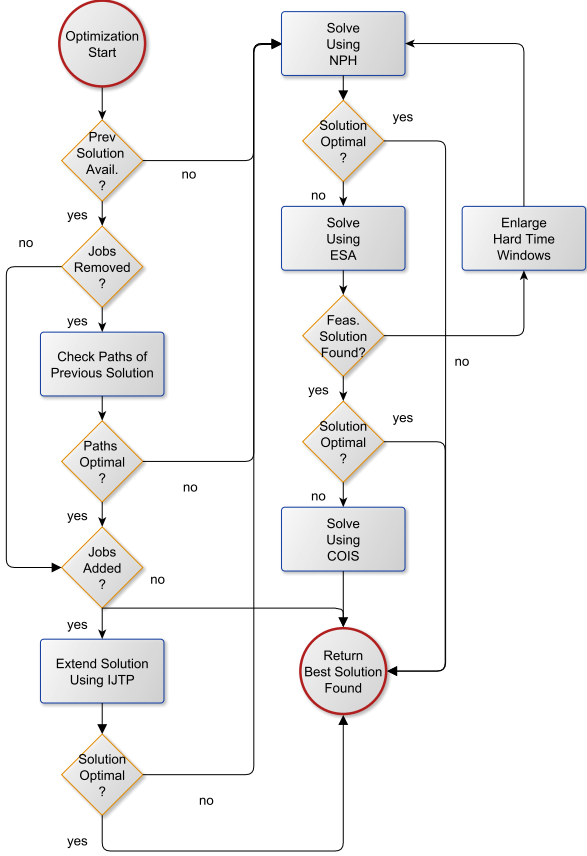 Optimization
Start
Prev
Solution
Avail.
?
no
yes
no
Jobs
Removed
?
yes
Check Paths of
Previous Solution
Paths
Optimal
?
no
yes
Jobs
Added
?
no
yes
Extend Solution
Using IJTP
Solution
Optimal
?
no
yes
Solve
Using
NPH
Solution
Optimal
?
yes
no
Solve
Using
ESA
Enlarge
Hard Time
Windows
Feas.
Solution
Found?
no
yes
Solution
Optimal
?
yes
no
Solve
Using
COIS
Return
Best Solution
Found